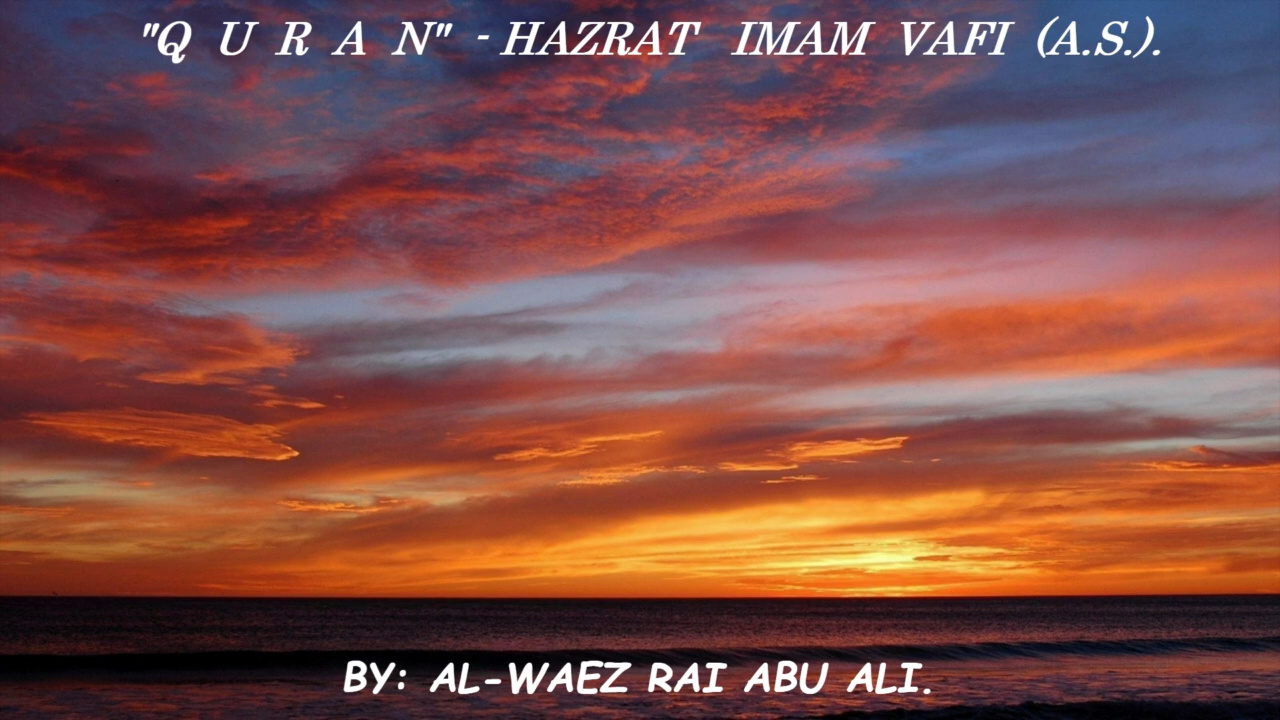 "Q U R A N" - HAZRAT IMAM VAFI (A.S.).
BY: AL-WAEZ RAI ABU ALI.